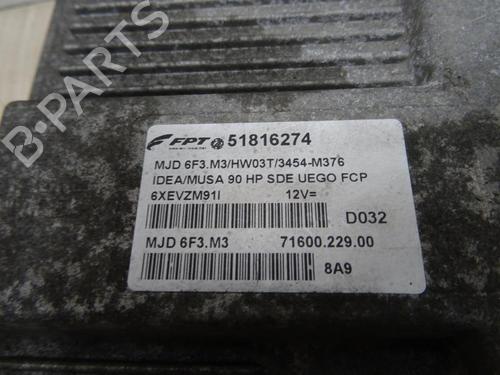 FPT 51816274
MJD 6F3.M3/HW03T/3454-M376
IDEA/MUSA 90 HP SDE UEGO FCP
6XEVZM91I 12V=
D032
MJD 6F3.M3 71600.229.00
8A9
B-PARTS